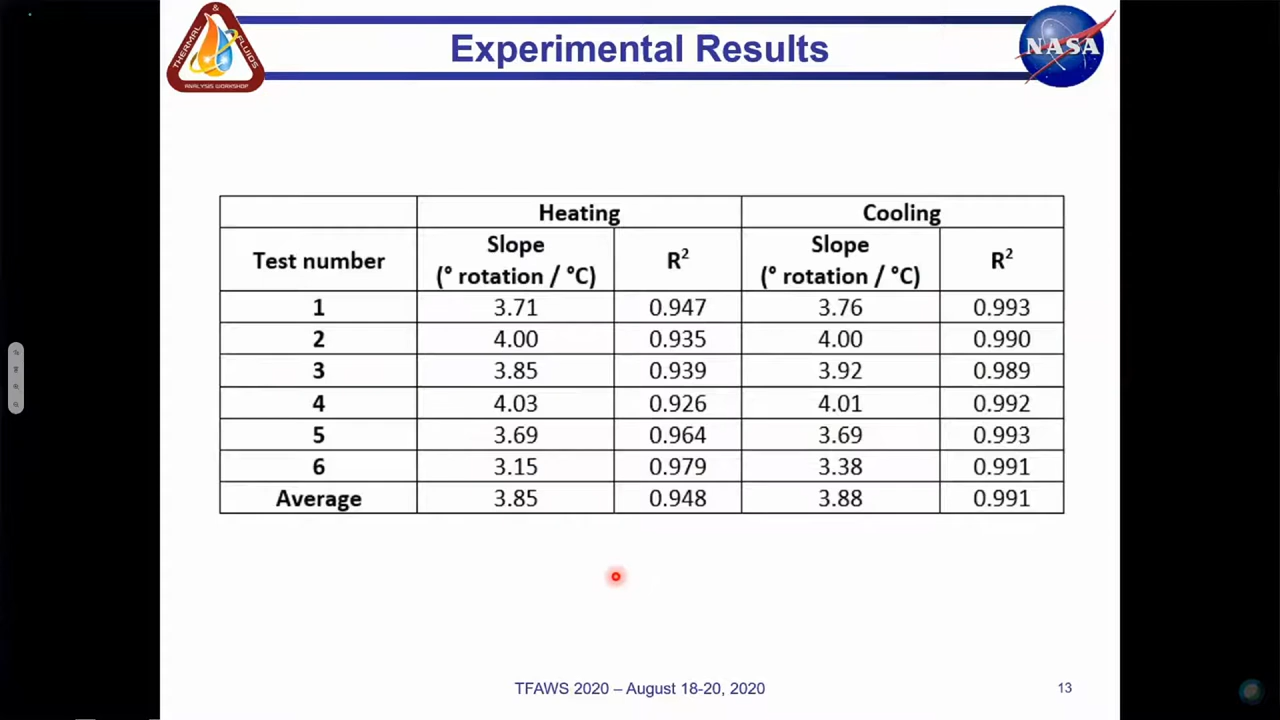 Experimental Results
THERMAL & FLUIDS
ANALYSIS WORKSHOP
NASA
Heating Cooling
Test number Slope (° rotation / °C) R² Slope (° rotation / °C) R²
1 3.71 0.947 3.76 0.993
2 4.00 0.935 4.00 0.990
3 3.85 0.939 3.92 0.989
4 4.03 0.926 4.01 0.992
5 3.69 0.964 3.69 0.993
6 3.15 0.979 3.38 0.991
Average 3.85 0.948 3.88 0.991
TFAWS 2020 – August 18-20, 2020 13